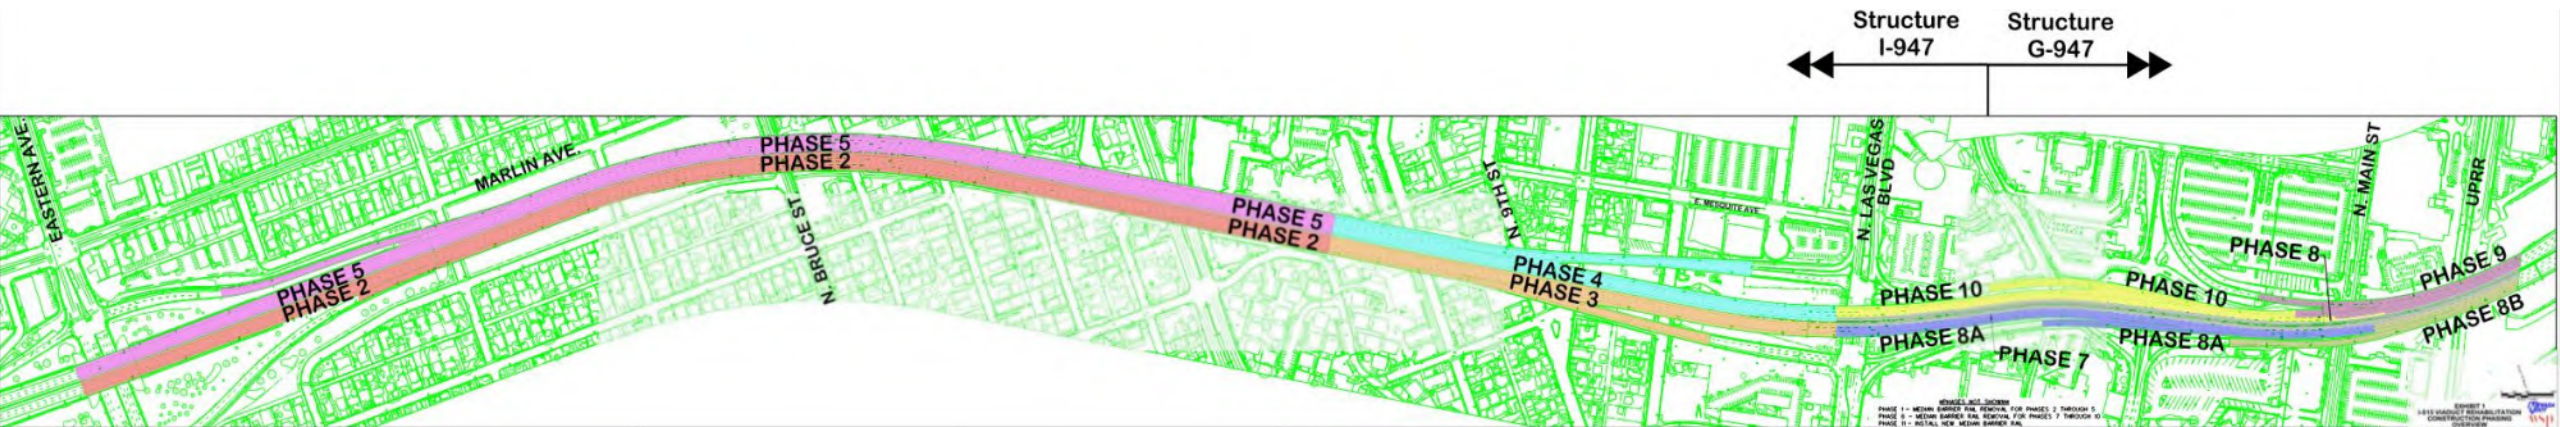 Structure
I-947
Structure
G-947
EASTERN AVE.
MARLIN AVE.
PHASE 5
PHASE 2
N. BRUCE ST.
PHASE 5
PHASE 2
PHASE 5
PHASE 2
N. 9TH ST
E. MESQUITE AVE
PHASE 4
PHASE 3
N. LAS VEGAS
BLVD
PHASE 10
PHASE 8A
PHASE 7
PHASE 10
PHASE 8A
PHASE 8
N. MAIN ST
UPRR
PHASE 9
PHASE 8B
*PHASES NOT SHOWN
PHASE 1 - MEDIAN BARRIER RAIL REMOVAL FOR PHASES 2 THROUGH 5
PHASE 6 - MEDIAN BARRIER RAIL REMOVAL FOR PHASES 7 THROUGH 10
PHASE 11 - INSTALL NEW MEDIAN BARRIER RAIL
EXHIBIT 1
I-515 VIADUCT REHABILITATION
CONSTRUCTION PHASING
OVERVIEW
WSP